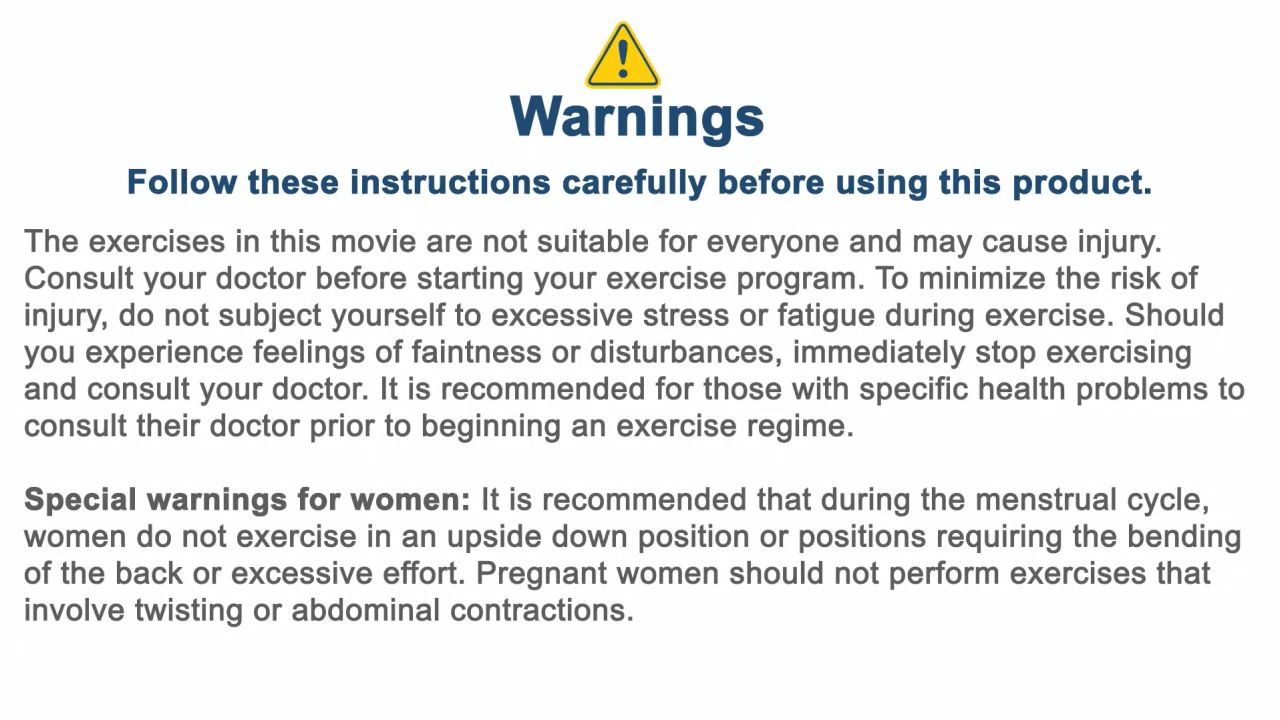 Warnings
Follow these instructions carefully before using this product.
The exercises in this movie are not suitable for everyone and may cause injury.
Consult your doctor before starting your exercise program. To minimize the risk of
injury, do not subject yourself to excessive stress or fatigue during exercise. Should
you experience feelings of faintness or disturbances, immediately stop exercising
and consult your doctor. It is recommended for those with specific health problems to
consult their doctor prior to beginning an exercise regime.
Special warnings for women: It is recommended that during the menstrual cycle,
women do not exercise in an upside down position or positions requiring the bending
of the back or excessive effort. Pregnant women should not perform exercises that
involve twisting or abdominal contractions.